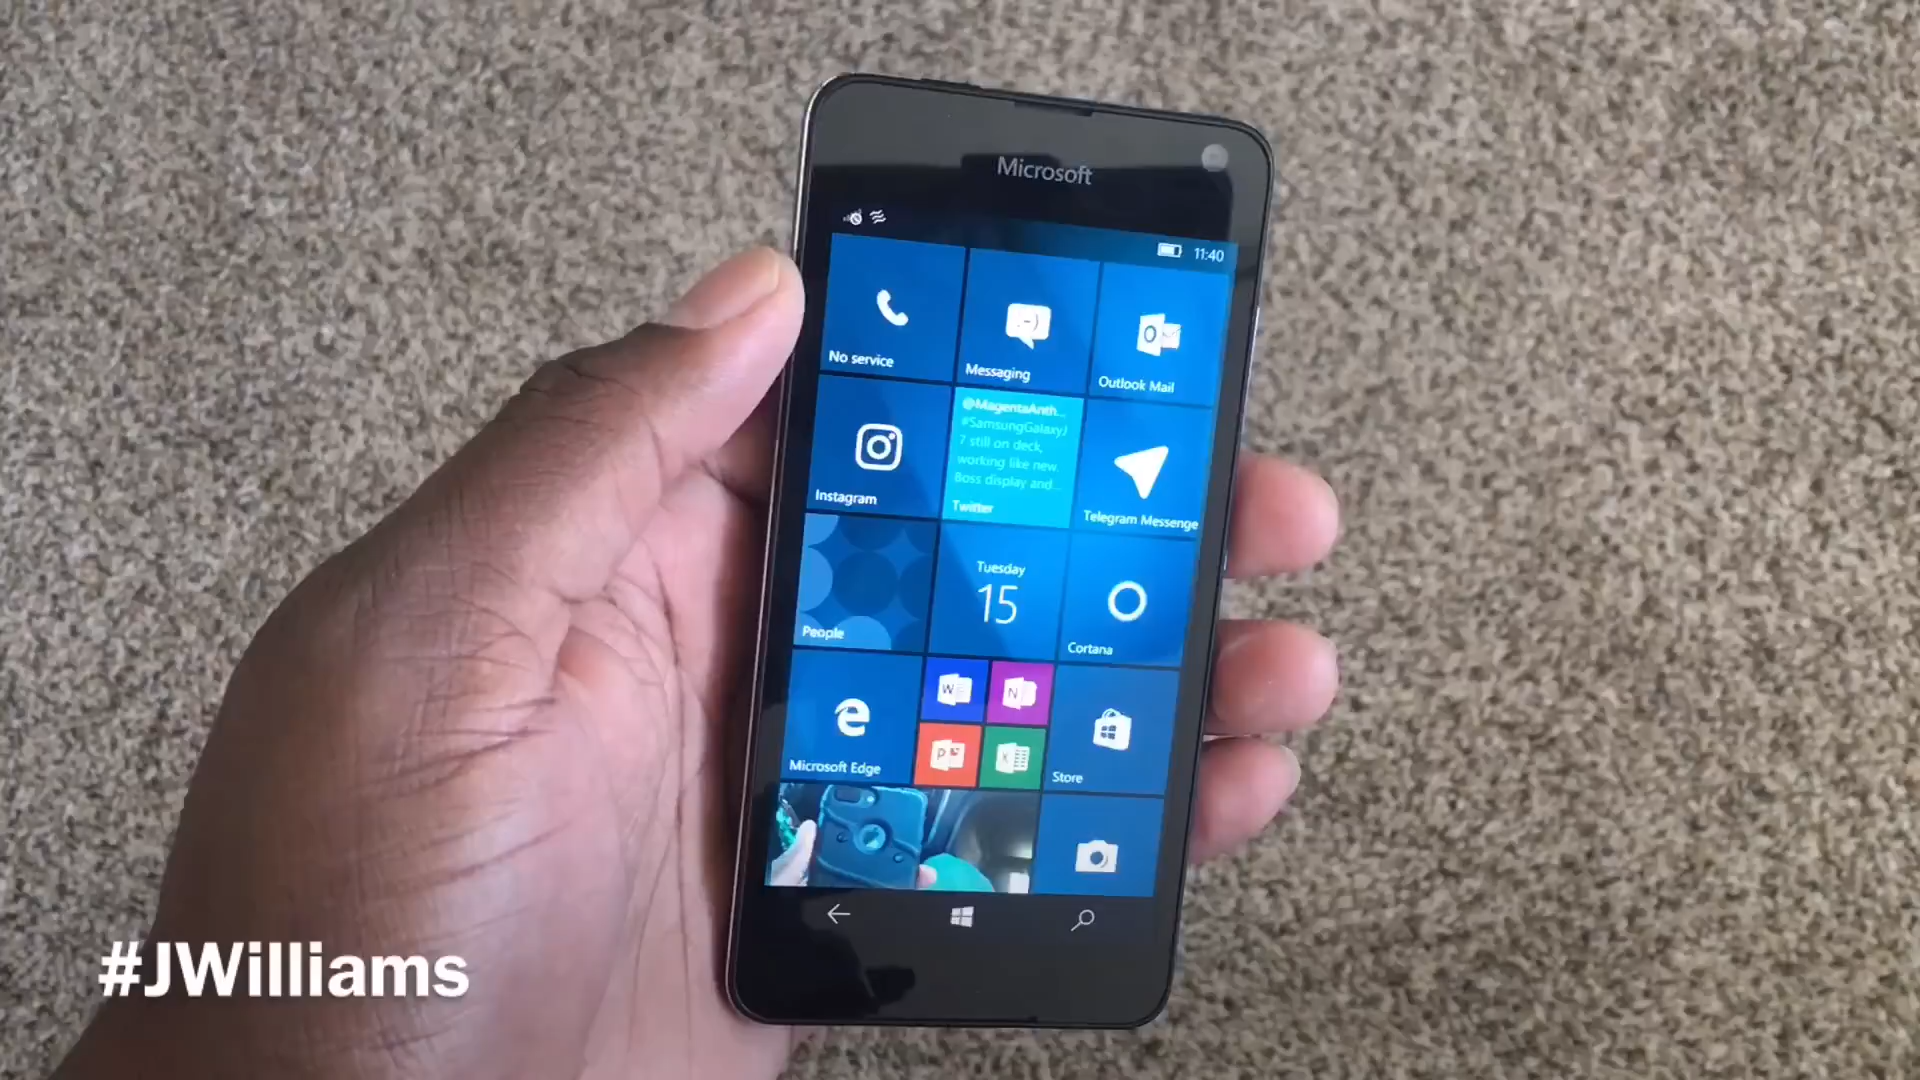 Microsoft
11:40
No service
Messaging
Outlook Mail
@MagentaAnth...
#SamsungGalaxyJ
7 still on deck,
working like new.
Boss display and...
Twitter
Instagram
Telegram Messenge
People
Tuesday
15
Cortana
Microsoft Edge
W
N
P
X
Store
#JWilliams